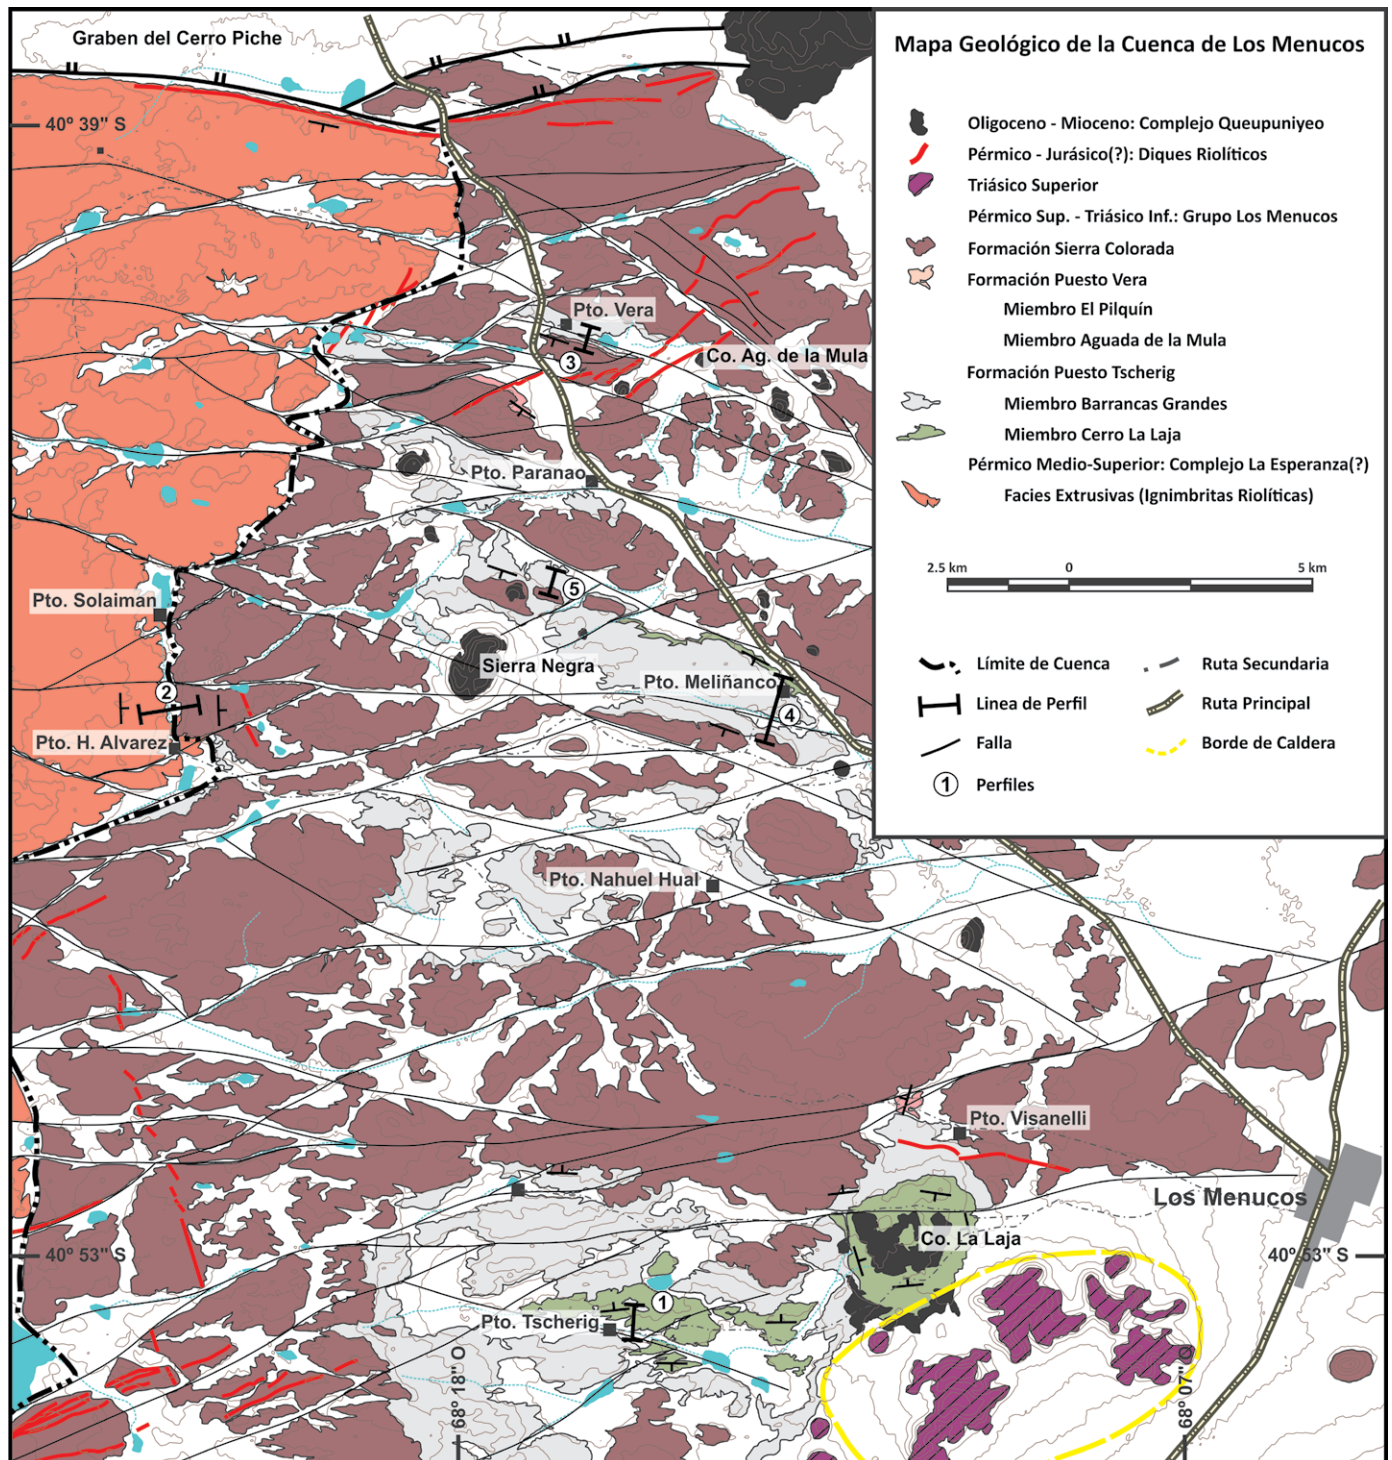 Graben del Cerro Piche
40º 39" S
Pto. Vera
3
Co. Ag. de la Mula
Pto. Paranao
Pto. Solaiman
5
Sierra Negra
Pto. Meliñanco
2
4
Pto. H. Alvarez
Pto. Nahuel Hual
Pto. Visanelli
Los Menucos
Co. La Laja
40º 53" S
40º 53" S
1
Pto. Tscherig
68º 18" O
68º 07" O
Mapa Geológico de la Cuenca de Los Menucos
Oligoceno - Mioceno: Complejo Queupuniyeo
Pérmico - Jurásico(?): Diques Riolíticos
Triásico Superior
Pérmico Sup. - Triásico Inf.: Grupo Los Menucos
Formación Sierra Colorada
Formación Puesto Vera
Miembro El Pilquín
Miembro Aguada de la Mula
Formación Puesto Tscherig
Miembro Barrancas Grandes
Miembro Cerro La Laja
Pérmico Medio-Superior: Complejo La Esperanza(?)
Facies Extrusivas (Ignimbritas Riolíticas)
2.5 km 0 5 km
Límite de Cuenca
Ruta Secundaria
Linea de Perfil
Ruta Principal
Falla
Borde de Caldera
1 Perfiles